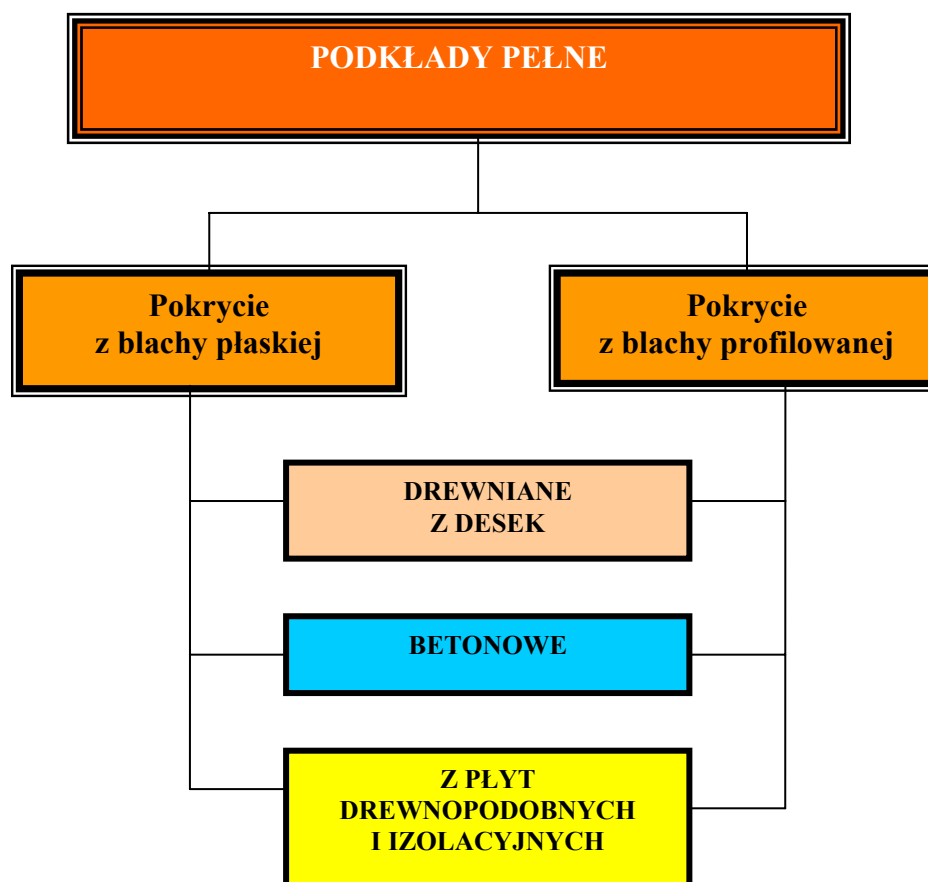 PODKŁADY PEŁNE
Pokrycie
z blachy płaskiej
Pokrycie
z blachy profilowanej
DREWNIANE
Z DESEK
BETONOWE
Z PŁYT
DREWNOPODOBNYCH
I IZOLACYJNYCH